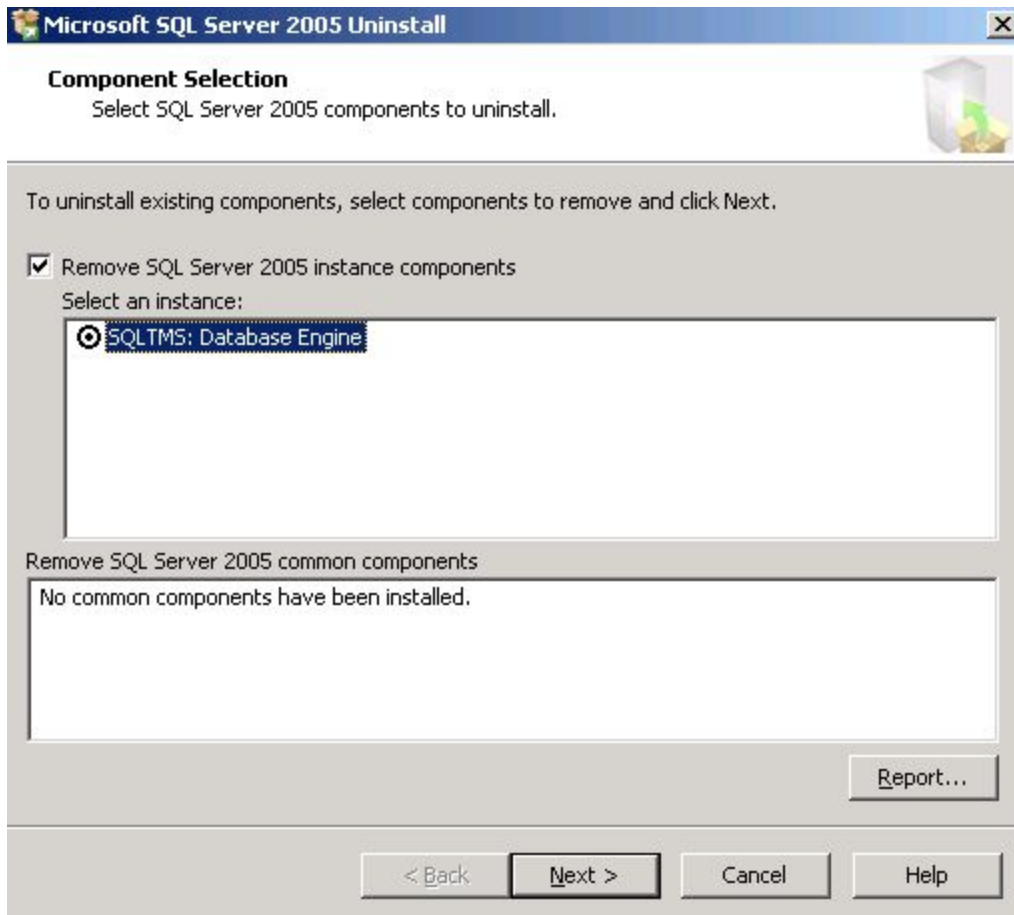 Microsoft SQL Server 2005 Uninstall
Component Selection
Select SQL Server 2005 components to uninstall.
To uninstall existing components, select components to remove and click Next.
Remove SQL Server 2005 instance components
Select an instance:
SQLTMS: Database Engine
Remove SQL Server 2005 common components
No common components have been installed.
Report...
< Back Next > Cancel Help